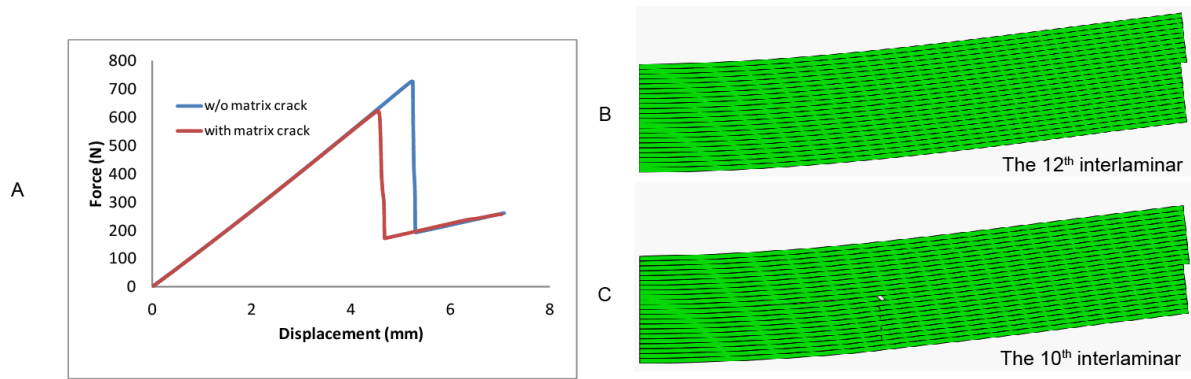 A
800
700
600
500
400
300
200
100
0
Force (N)
w/o matrix crack
with matrix crack
0 2 4 6 8
Displacement (mm)
B
The 12th interlaminar
C
The 10th interlaminar